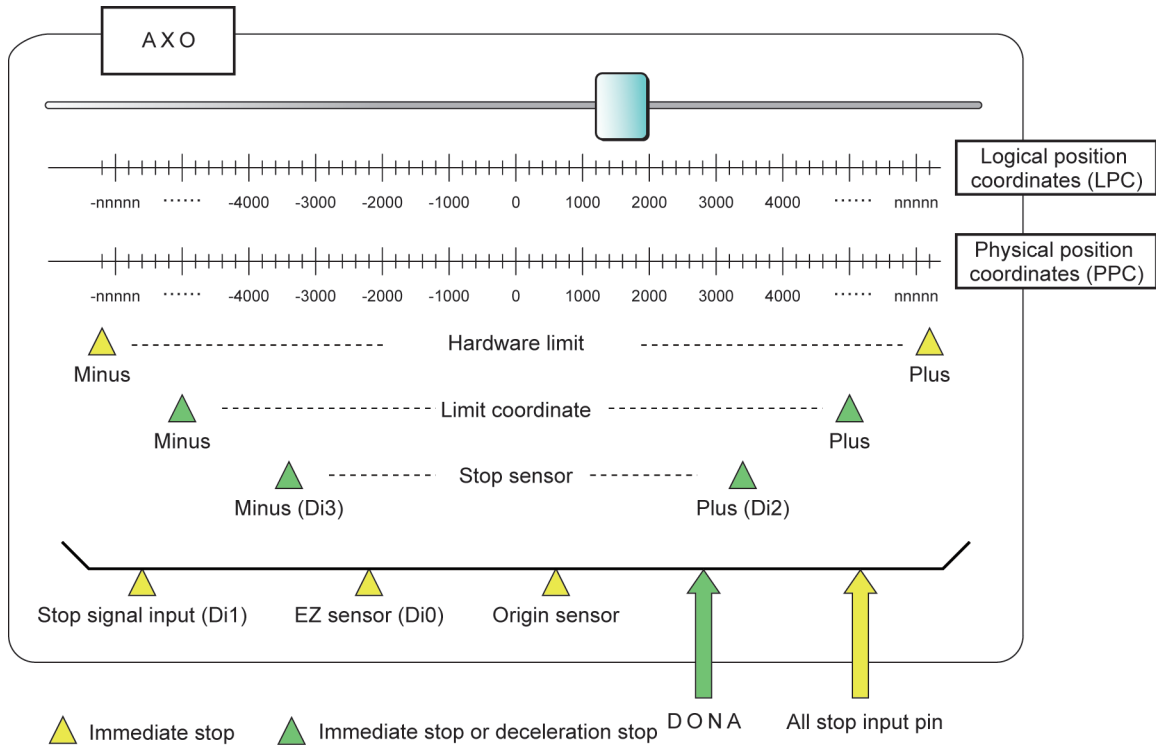 A X O
Logical position
coordinates (LPC)
-nnnnn ...... -4000 -3000 -2000 -1000 0 1000 2000 3000 4000 ...... nnnnn
Physical position
coordinates (PPC)
-nnnnn ...... -4000 -3000 -2000 -1000 0 1000 2000 3000 4000 ...... nnnnn
Hardware limit
Minus Plus
Limit coordinate
Minus Plus
Stop sensor
Minus (Di3) Plus (Di2)
Stop signal input (Di1) EZ sensor (Di0) Origin sensor
D O N A All stop input pin
Immediate stop Immediate stop or deceleration stop